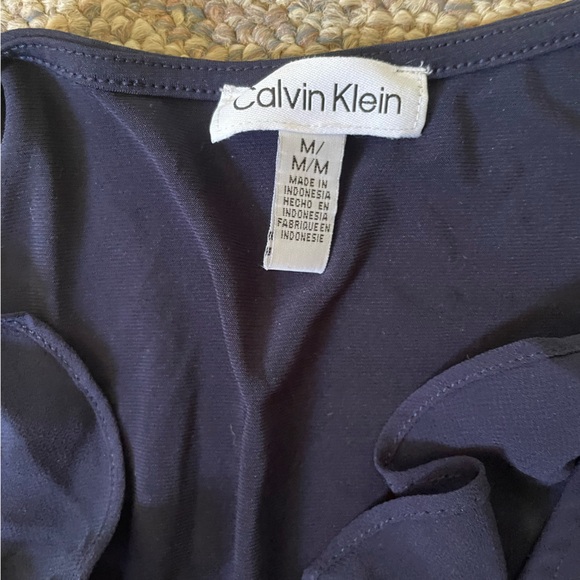 Calvin Klein
M/
M/M
MADE IN
INDONESIA
HECHO EN
INDONESIA
FABRIQUE EN
INDONESIE